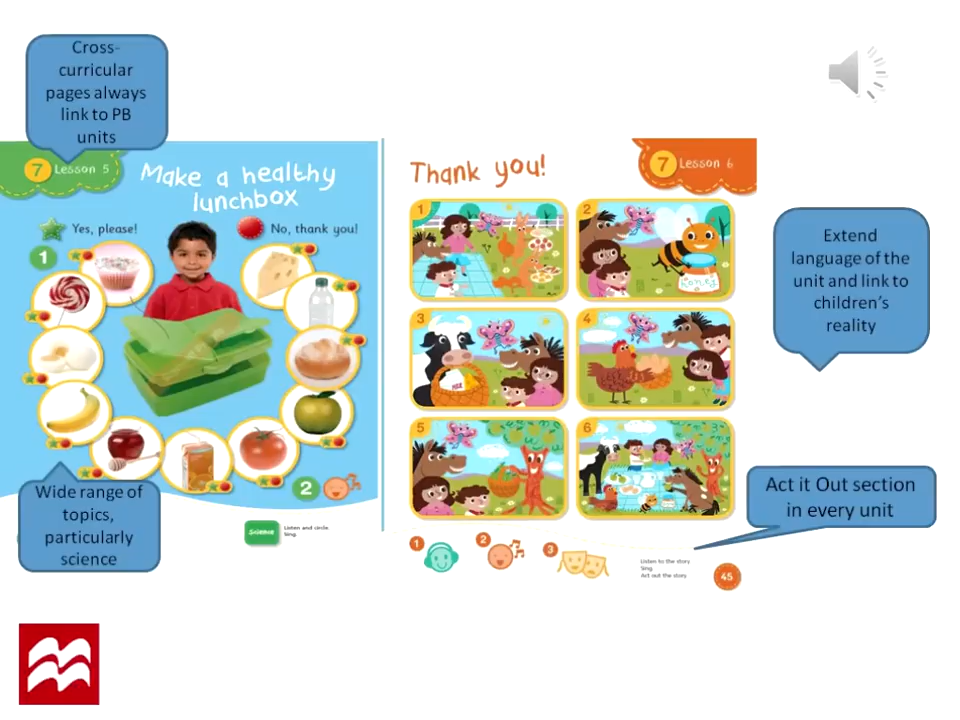 Cross-
curricular
pages always
link to PB
units
7 Lesson 5
Make a healthy
lunchbox
Yes, please!
No, thank you!
1
2
Science
Listen and circle.
Sing.
Wide range of
topics,
particularly
science
Thank you!
7 Lesson 6
1
2
Honey
3
MILK
4
5
6
1
2
3
Listen to the story
Sing.
Act out the story
45
Extend
language of the
unit and link to
children's
reality
Act it Out section
in every unit